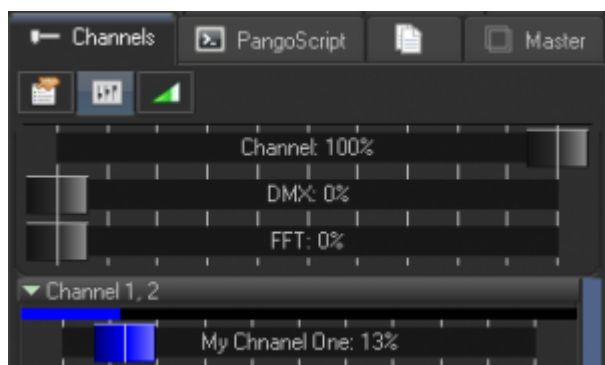 Channels PangoScript Master
Channel: 100%
DMX: 0%
FFT: 0%
Channel 1, 2
My Chnanel One: 13%